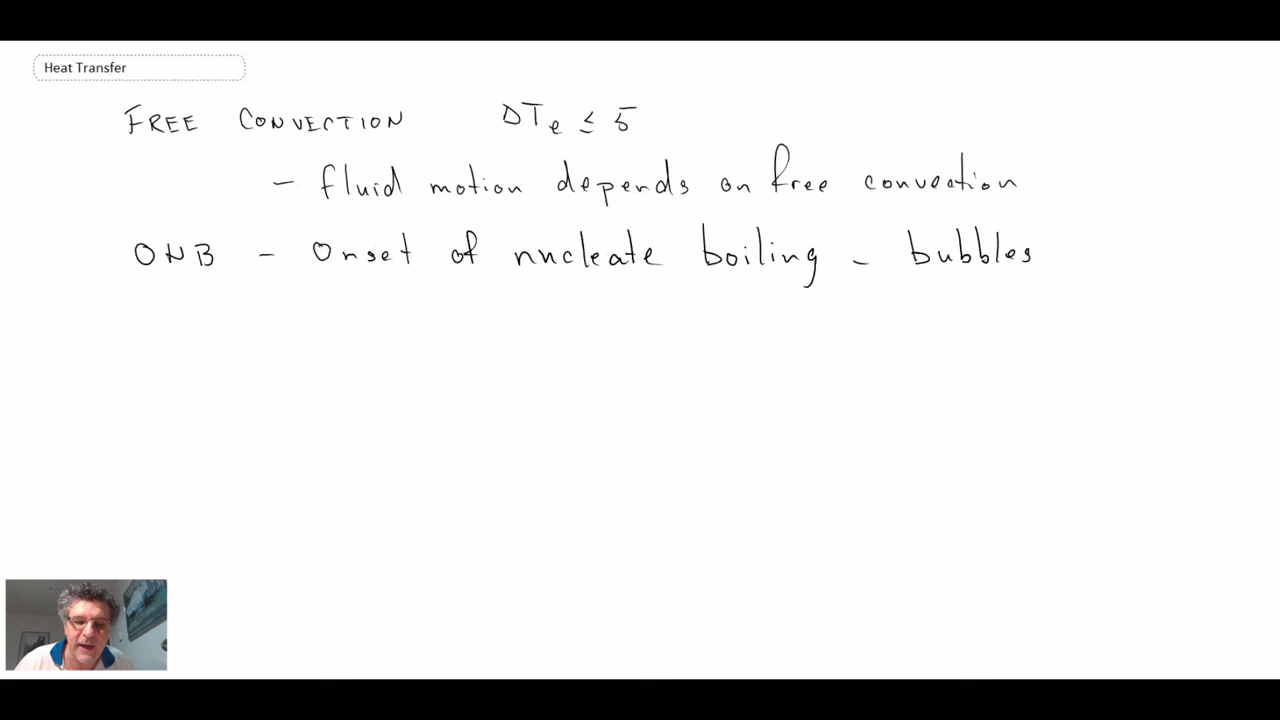 Heat Transfer
FREE CONVECTION ΔTe ≤ 5
- fluid motion depends on free convection
ONB - Onset of nucleate boiling - bubbles